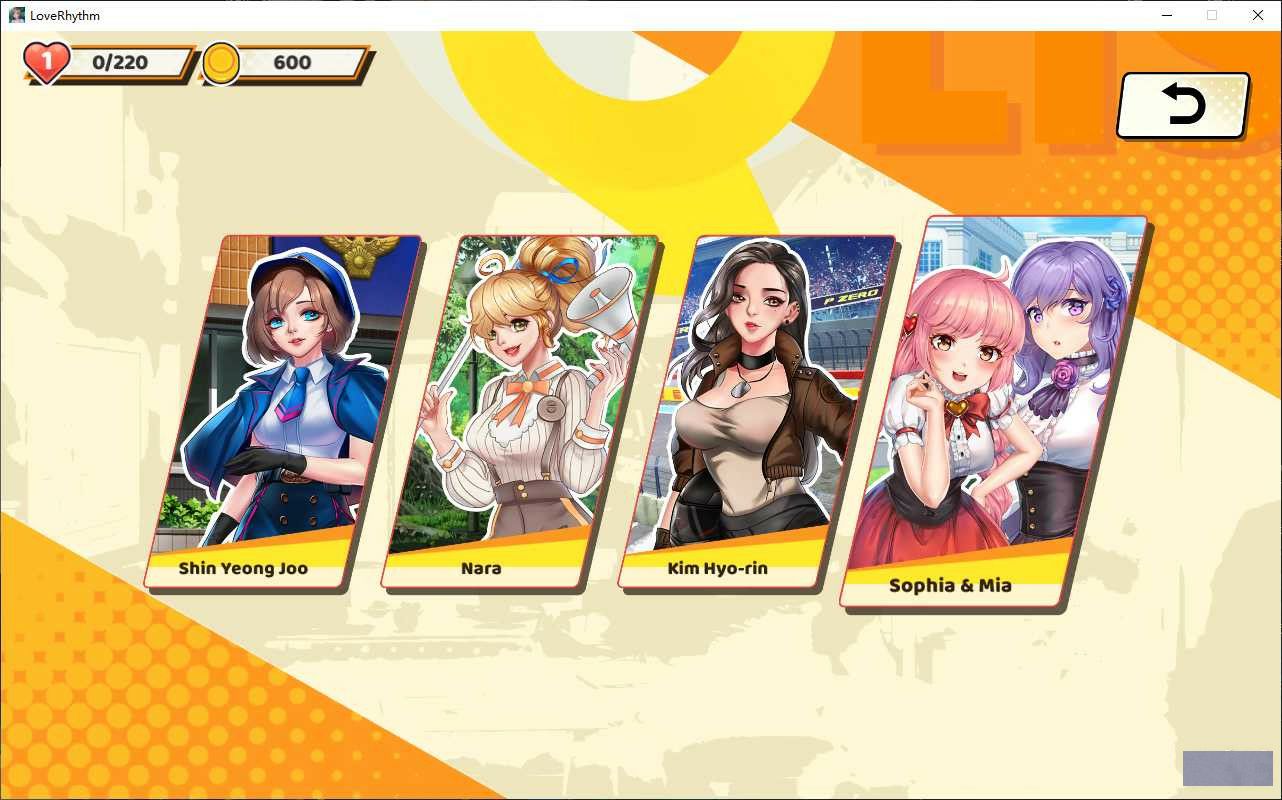 LoveRhythm
1
0/220
600
P ZERO
Shin Yeong Joo
Nara
Kim Hyo-rin
Sophia & Mia